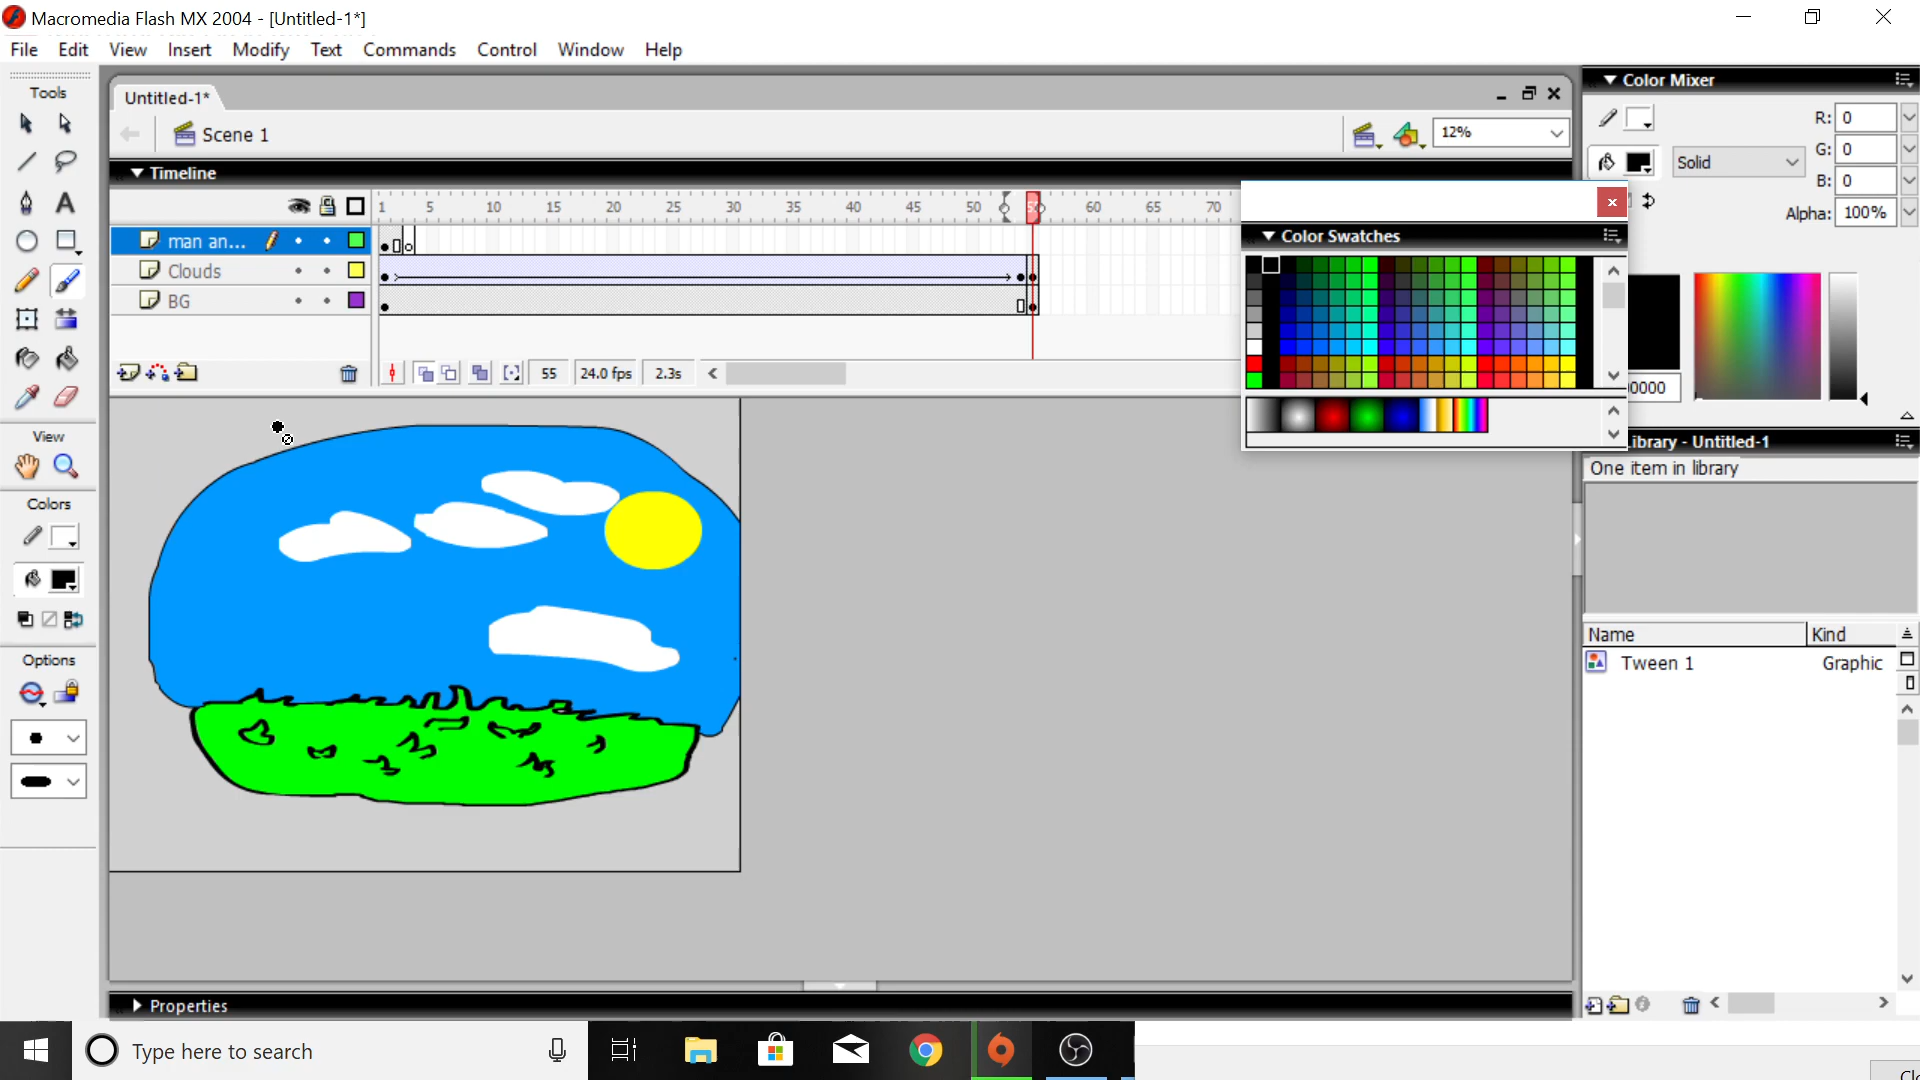 Macromedia Flash MX 2004 - [Untitled-1*]
File Edit View Insert Modify Text Commands Control Window Help
Tools
Untitled-1*
Scene 1
12%
Timeline
1 5 10 15 20 25 30 35 40 45 50 60 65 70
man an...
Clouds
BG
55 24.0 fps 2.3s
View
Colors
Options
Color Mixer
R: 0
G: 0
B: 0
Solid
Alpha: 100%
Color Swatches
0000
ibrary - Untitled-1
One item in library
Name Kind
Tween 1 Graphic
Properties
Type here to search